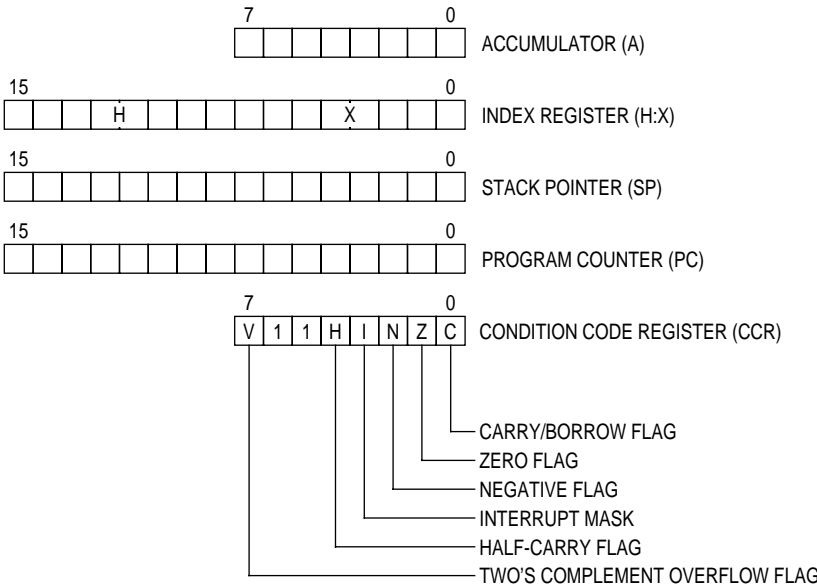 7 0
ACCUMULATOR (A)
15 0
H X INDEX REGISTER (H:X)
15 0
STACK POINTER (SP)
15 0
PROGRAM COUNTER (PC)
7 0
V 1 1 H I N Z C CONDITION CODE REGISTER (CCR)
CARRY/BORROW FLAG
ZERO FLAG
NEGATIVE FLAG
INTERRUPT MASK
HALF-CARRY FLAG
TWO'S COMPLEMENT OVERFLOW FLAG